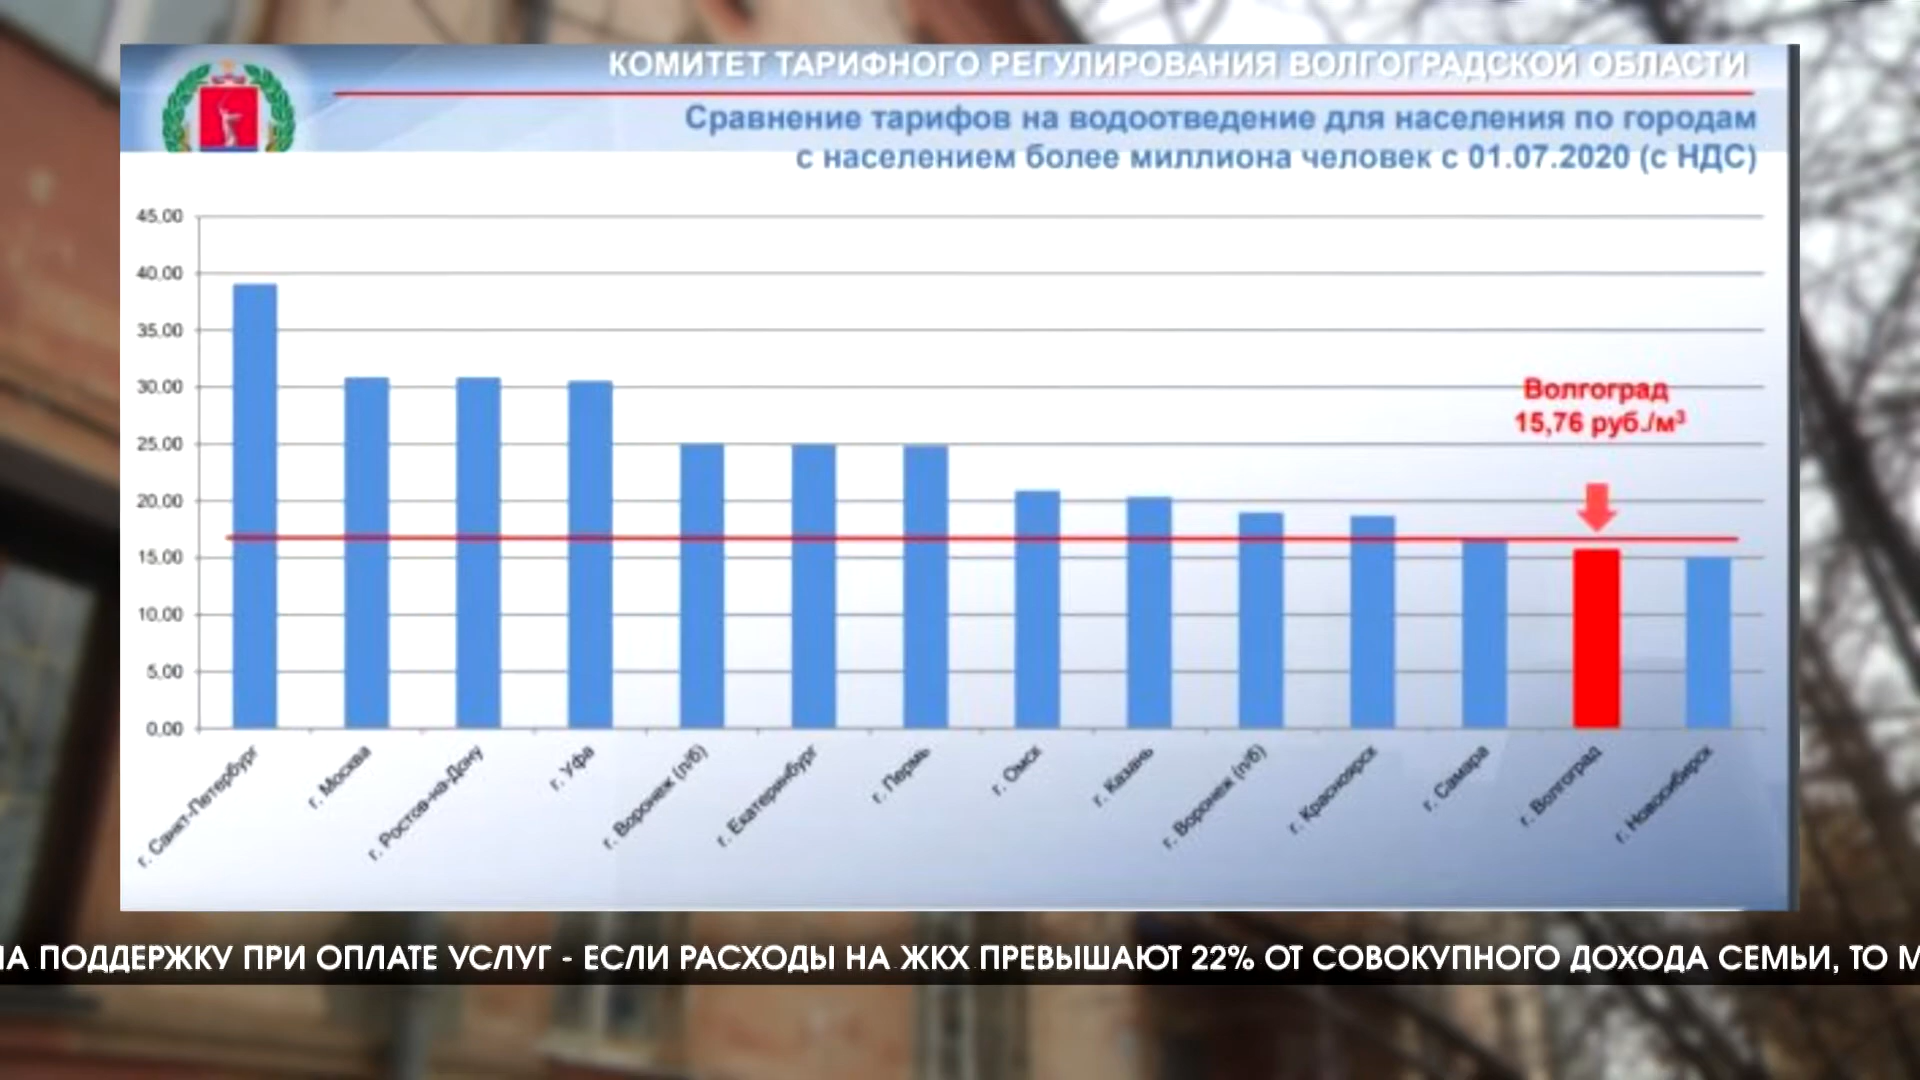 КОМИТЕТ ТАРИФНОГО РЕГУЛИРОВАНИЯ ВОЛГОГРАДСКОЙ ОБЛАСТИ
Сравнение тарифов на водоотведение для населения по городам
с населением более миллиона человек с 01.07.2020 (с НДС)
45,00
40,00
35,00
30,00
25,00
20,00
15,00
10,00
5,00
0,00
Волгоград
15,76 руб./м³
г. Санкт-Петербург
г. Москва
г. Ростов-на-Дону
г. Уфа
г. Воронеж (л/б)
г. Екатеринбург
г. Пермь
г. Омск
г. Казань
г. Воронеж (п/б)
г. Красноярск
г. Самара
г. Волгоград
г. Новосибирск
НА ПОДДЕРЖКУ ПРИ ОПЛАТЕ УСЛУГ - ЕСЛИ РАСХОДЫ НА ЖКХ ПРЕВЫШАЮТ 22% ОТ СОВОКУПНОГО ДОХОДА СЕМЬИ, ТО М